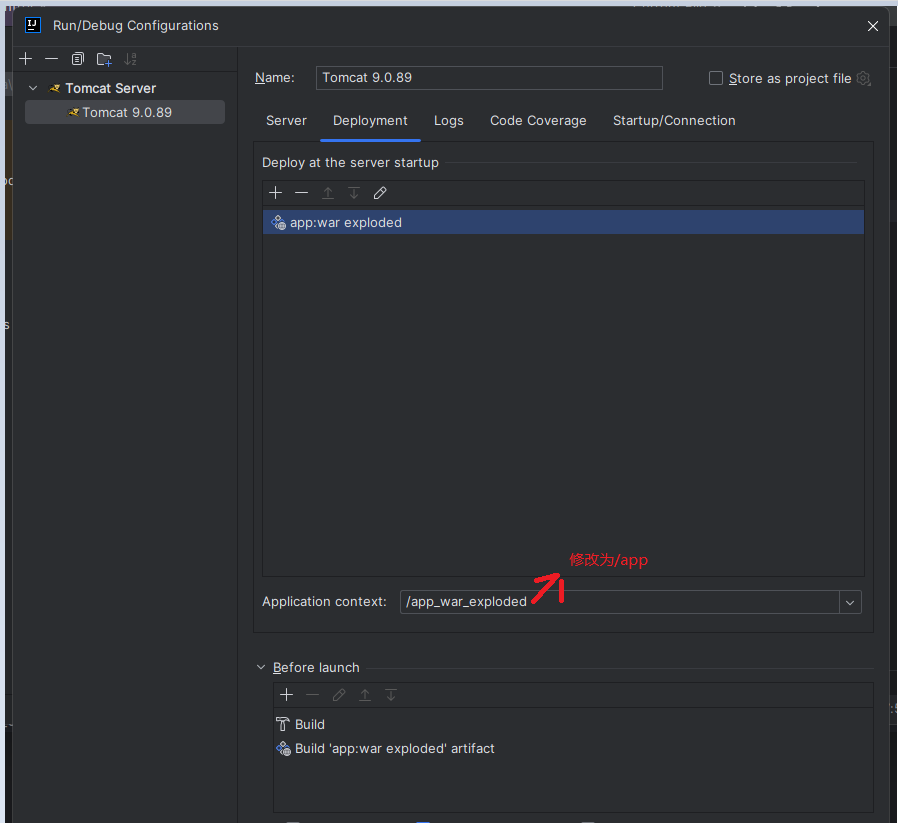 Run/Debug Configurations
Name: Tomcat 9.0.89
Store as project file
Tomcat Server
Tomcat 9.0.89
Server Deployment Logs Code Coverage Startup/Connection
Deploy at the server startup
app:war exploded
修改为/app
Application context: /app_war_exploded
Before launch
Build
Build 'app:war exploded' artifact